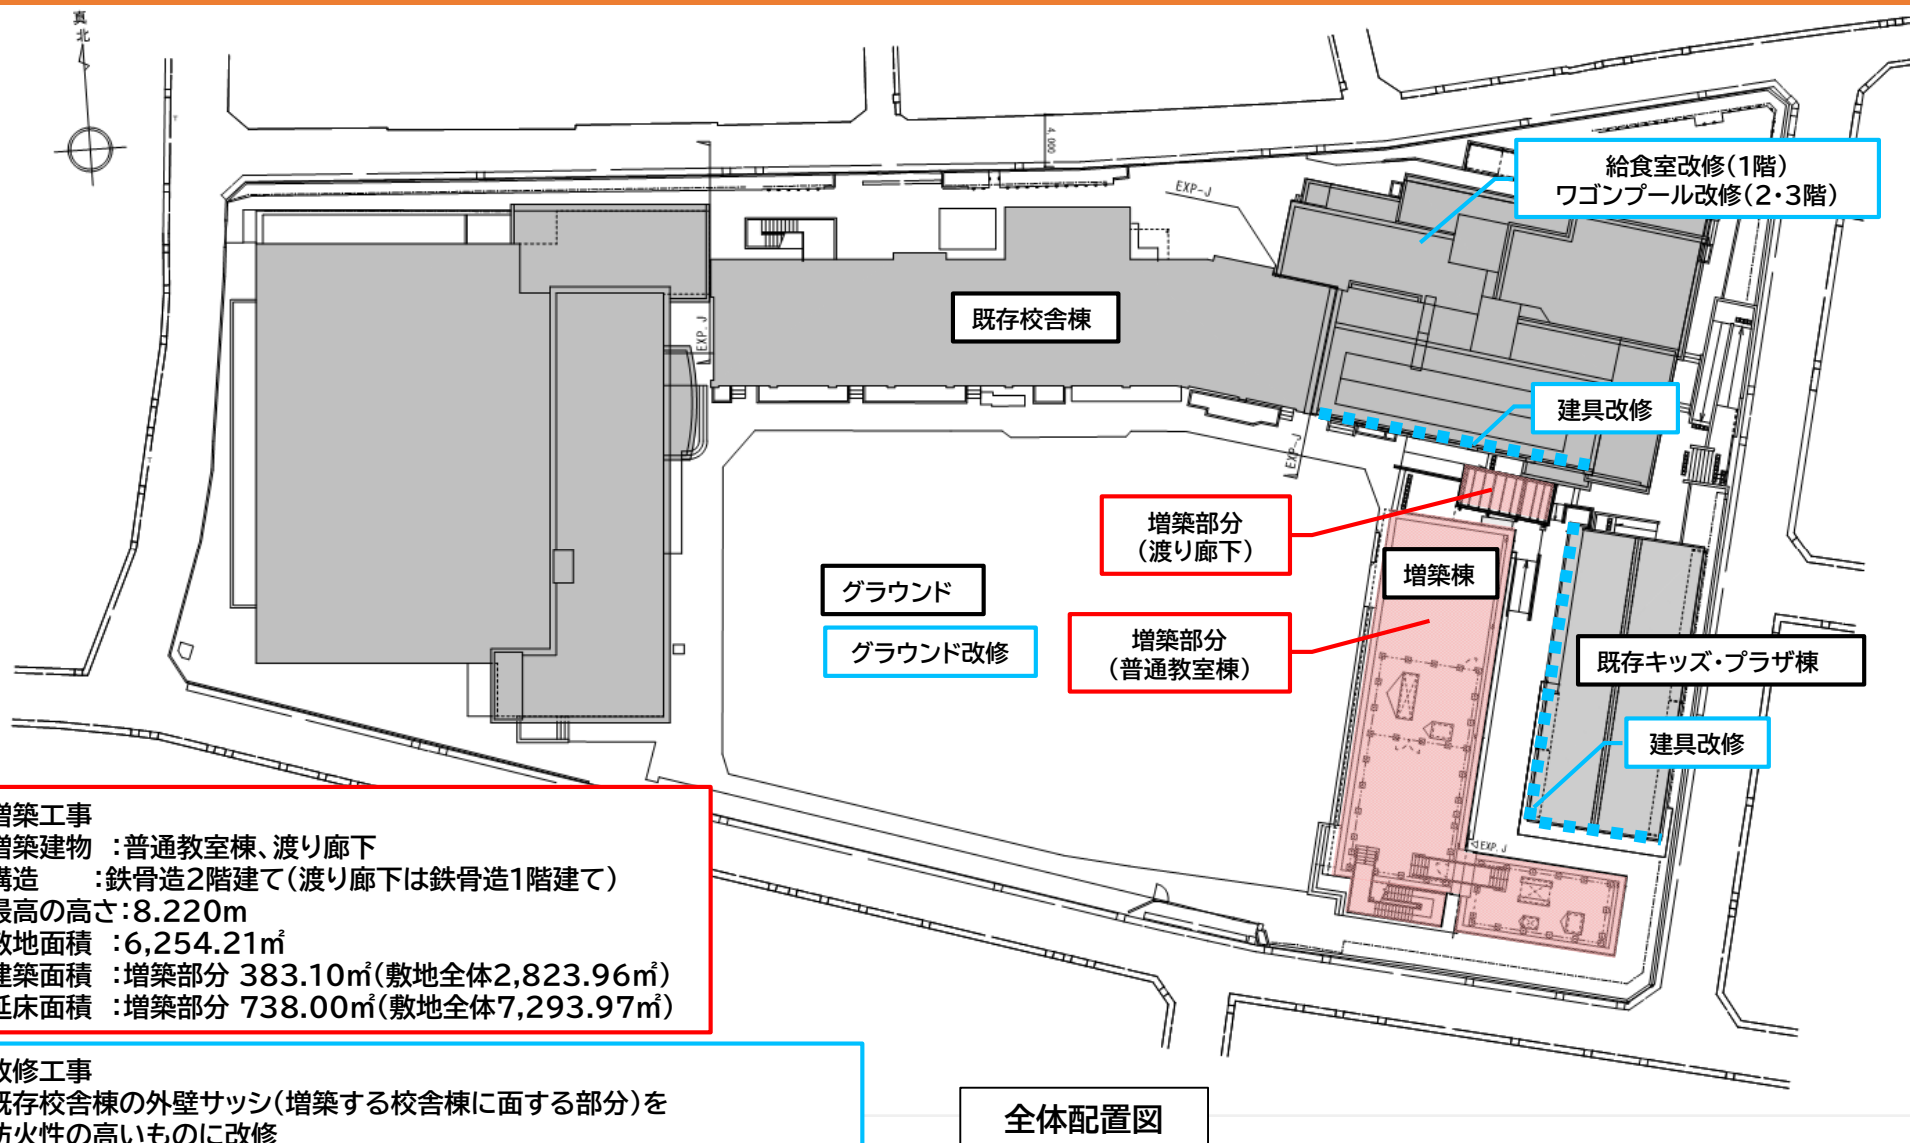 真
北
4,000
給食室改修(1階)
ワゴンプール改修(2・3階)
EXP-J
既存校舎棟
EXP.J
建具改修
EXP-J
増築部分
(渡り廊下)
増築棟
グラウンド
グラウンド改修
増築部分
(普通教室棟)
既存キッズ・プラザ棟
建具改修
EXP.J
増築工事
増築建物 :普通教室棟、渡り廊下
構造 :鉄骨造2階建て(渡り廊下は鉄骨造1階建て)
最高の高さ:8.220m
敷地面積 :6,254.21㎡
建築面積 :増築部分 383.10㎡(敷地全体2,823.96㎡)
延床面積 :増築部分 738.00㎡(敷地全体7,293.97㎡)
改修工事
既存校舎棟の外壁サッシ(増築する校舎棟に面する部分)を
防火性の高いものに改修
全体配置図